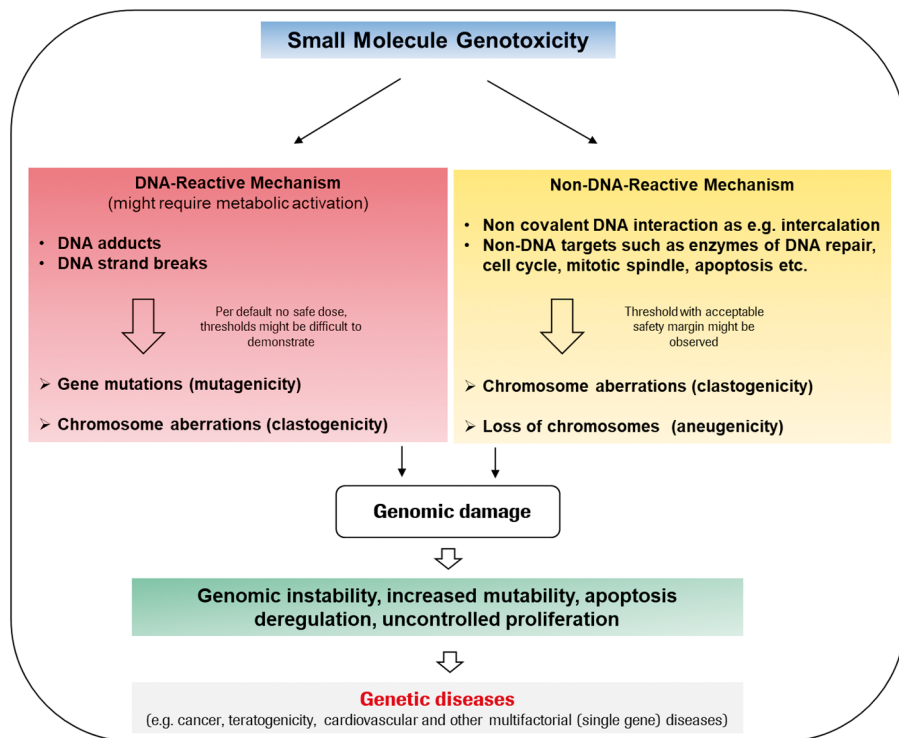 Small Molecule Genotoxicity
DNA-Reactive Mechanism
(might require metabolic activation)
• DNA adducts
• DNA strand breaks
Per default no safe dose,
thresholds might be difficult to
demonstrate
➢ Gene mutations (mutagenicity)
➢ Chromosome aberrations (clastogenicity)
Non-DNA-Reactive Mechanism
• Non covalent DNA interaction as e.g. intercalation
• Non-DNA targets such as enzymes of DNA repair,
cell cycle, mitotic spindle, apoptosis etc.
Threshold with acceptable
safety margin might be
observed
➢ Chromosome aberrations (clastogenicity)
➢ Loss of chromosomes (aneugenicity)
Genomic damage
Genomic instability, increased mutability, apoptosis
deregulation, uncontrolled proliferation
Genetic diseases
(e.g. cancer, teratogenicity, cardiovascular and other multifactorial (single gene) diseases)